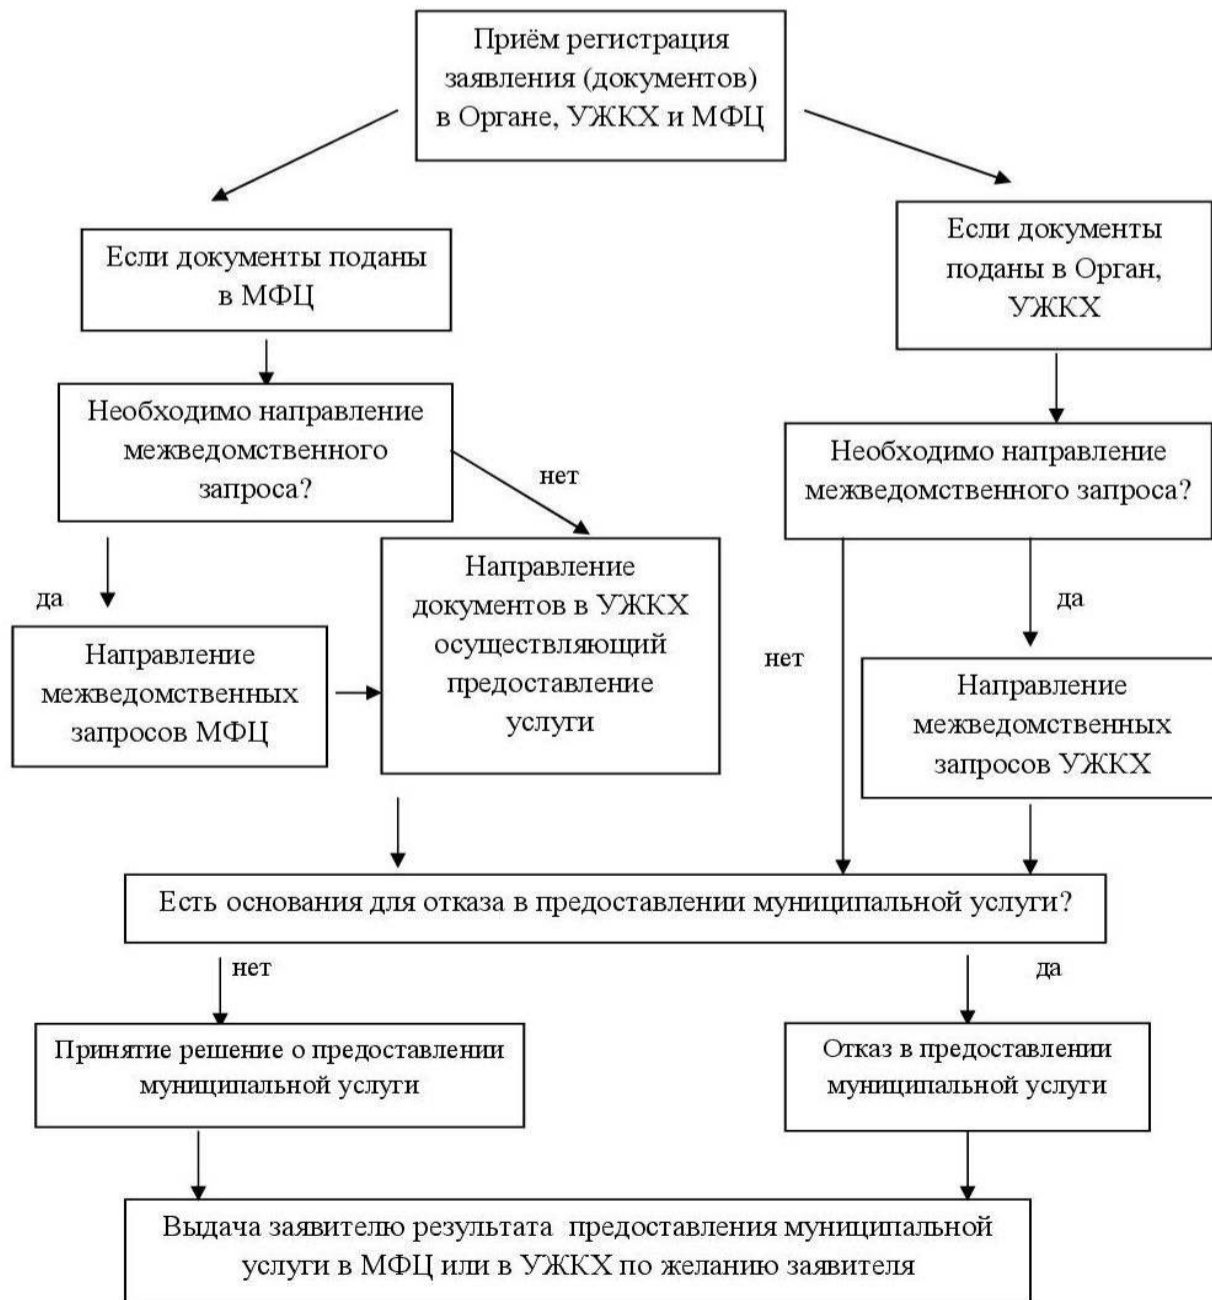 Приём регистрация
заявления (документов)
в Органе, УЖКХ и МФЦ
Если документы поданы
в МФЦ
Если документы
поданы в Орган,
УЖКХ
Необходимо направление
межведомственного
запроса?
нет
Необходимо направление
межведомственного запроса?
да
Направление
межведомственных
запросов МФЦ
Направление
документов в УЖКХ
осуществляющий
предоставление
услуги
нет
да
Направление
межведомственных
запросов УЖКХ
Есть основания для отказа в предоставлении муниципальной услуги?
нет
да
Принятие решение о предоставлении
муниципальной услуги
Отказ в предоставлении
муниципальной услуги
Выдача заявителю результата предоставления муниципальной
услуги в МФЦ или в УЖКХ по желанию заявителя